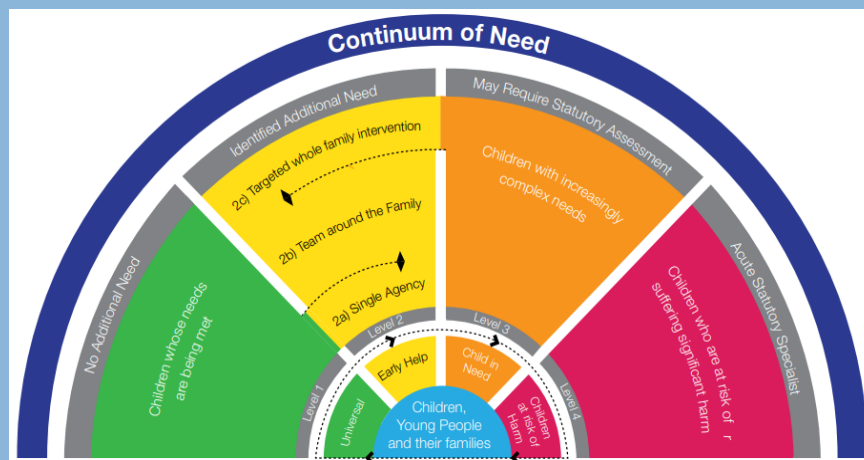 Continuum of Need
No Additional Need
Identified Additional Need
May Require Statutory Assessment
Acute Statutory Specialist
Children whose needs
are being met
2c) Targeted whole family intervention
2b) Team around the Family
2a) Single Agency
Children with increasingly
complex needs
Children who are at risk of r
suffering significant harm
Level 1
Level 2
Level 3
Level 4
Universal
Early Help
Child in
Need
Children
at risk of
Harm
Children,
Young People
and their families